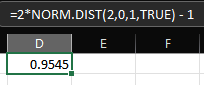 =2*NORM.DIST(2,0,1,TRUE) - 1
D E F
0.9545